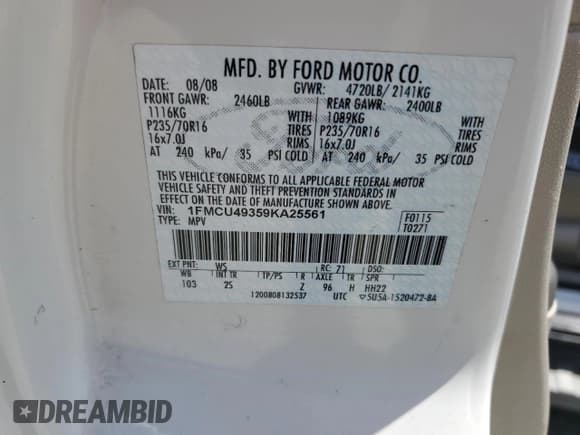 MFD. BY FORD MOTOR CO.
DATE: 08/08 GVWR: 4720LB/ 2141KG
FRONT GAWR: 2460LB REAR GAWR: 2400LB
1116KG WITH 1089KG WITH
P235/70R16 TIRES P235/70R16 TIRES
16x7.0J RIMS 16x7.0J RIMS
AT 240 kPa/ 35 PSI COLD AT 240 kPa/ 35 PSI COLD
THIS VEHICLE CONFORMS TO ALL APPLICABLE FEDERAL MOTOR
VEHICLE SAFETY AND THEFT PREVENTION STANDARDS IN
EFFECT ON THE DATE OF MANUFACTURE SHOWN ABOVE.
VIN: 1FMCU49359KA25561 F0115
TYPE: MPV T0271
EXT PNT: WS RC: 71 DSO:
WB INT TR TP/PS R AXLE TR SPR
103 2S Z 96 H HH22
1200808132537 UTC ▽5U5A-1520472-BA
Ford
DREAMBID